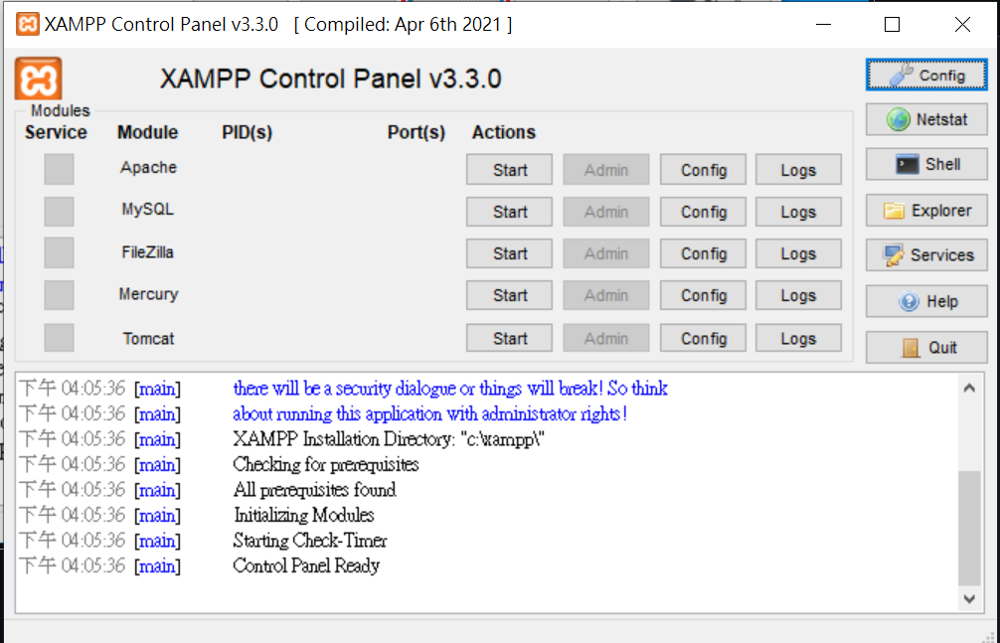 XAMPP Control Panel v3.3.0 [ Compiled: Apr 6th 2021 ]
XAMPP Control Panel v3.3.0
Config
Modules
Service Module PID(s) Port(s) Actions
Netstat
Apache Start Admin Config Logs
Shell
MySQL Start Admin Config Logs
Explorer
FileZilla Start Admin Config Logs
Services
Mercury Start Admin Config Logs
Help
Tomcat Start Admin Config Logs
Quit
下午 04:05:36 [main] there will be a security dialogue or things will break! So think
下午 04:05:36 [main] about running this application with administrator rights!
下午 04:05:36 [main] XAMPP Installation Directory: "c:\xampp\"
下午 04:05:36 [main] Checking for prerequisites
下午 04:05:36 [main] All prerequisites found
下午 04:05:36 [main] Initializing Modules
下午 04:05:36 [main] Starting Check-Timer
下午 04:05:36 [main] Control Panel Ready